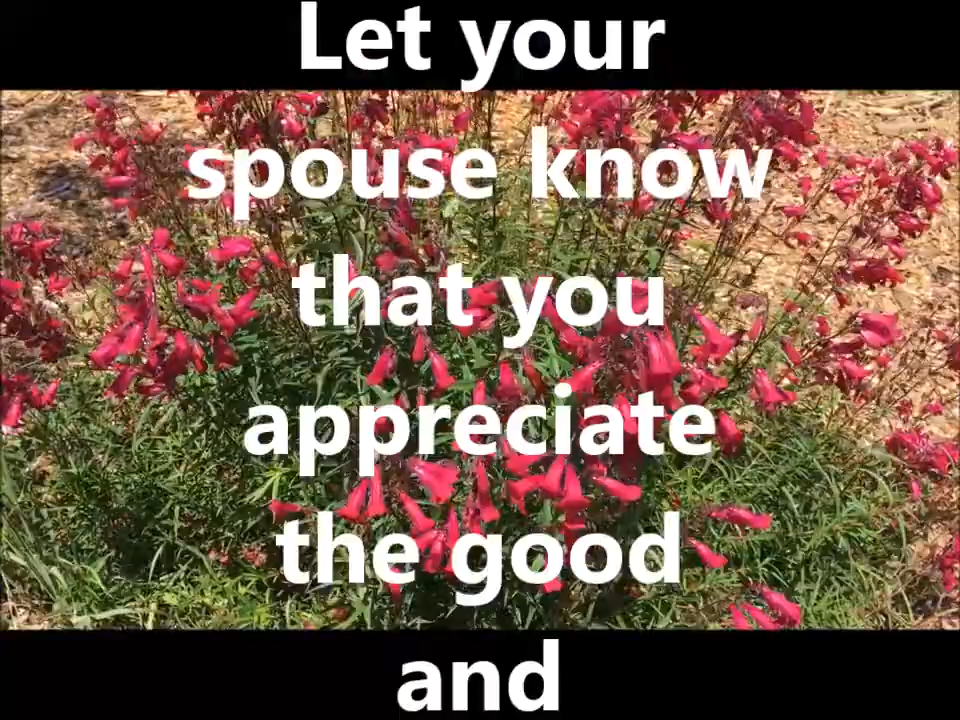 Let your
spouse know
that you
appreciate
the good
and